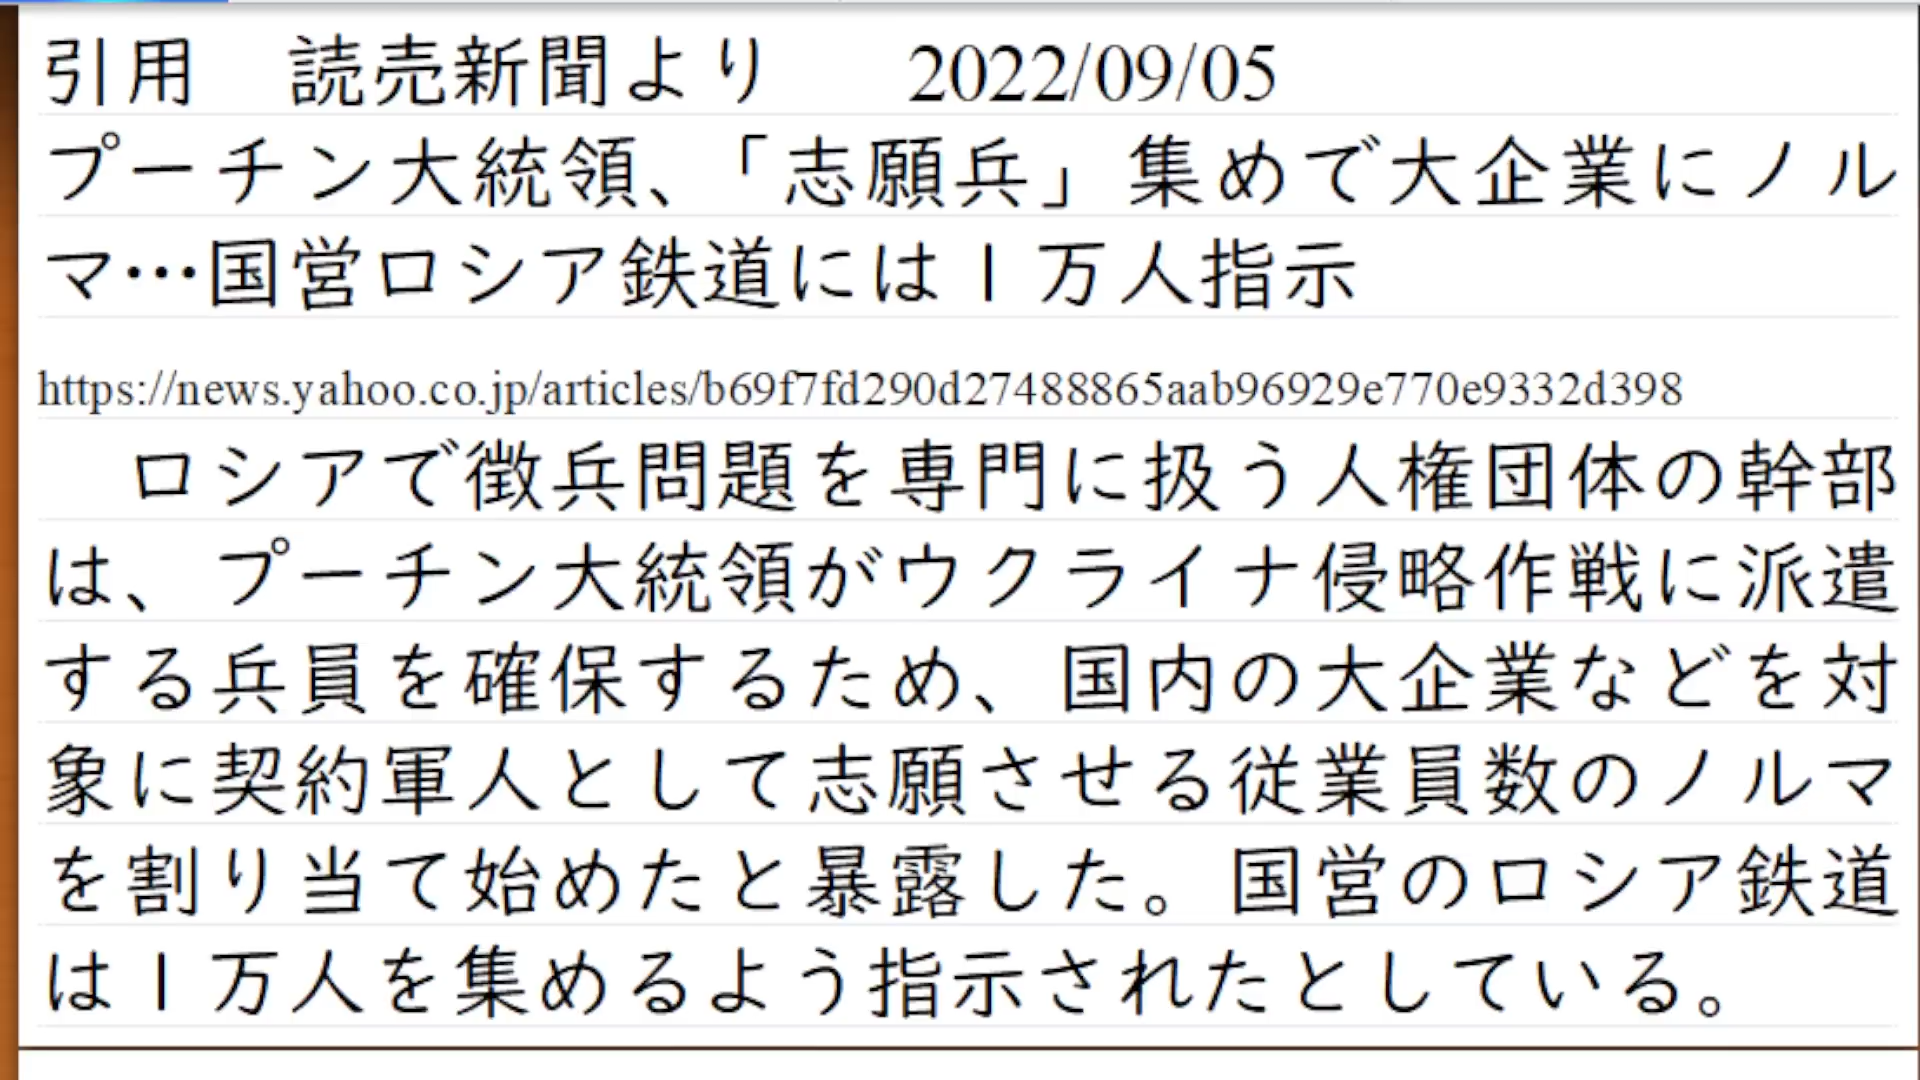 引用　読売新聞より　2022/09/05
プーチン大統領、「志願兵」集めで大企業にノル
マ…国営ロシア鉄道には1万人指示
https://news.yahoo.co.jp/articles/b69f7fd290d27488865aab96929e770e9332d398
　ロシアで徴兵問題を専門に扱う人権団体の幹部
は、プーチン大統領がウクライナ侵略作戦に派遣
する兵員を確保するため、国内の大企業などを対
象に契約軍人として志願させる従業員数のノルマ
を割り当て始めたと暴露した。国営のロシア鉄道
は1万人を集めるよう指示されたとしている。